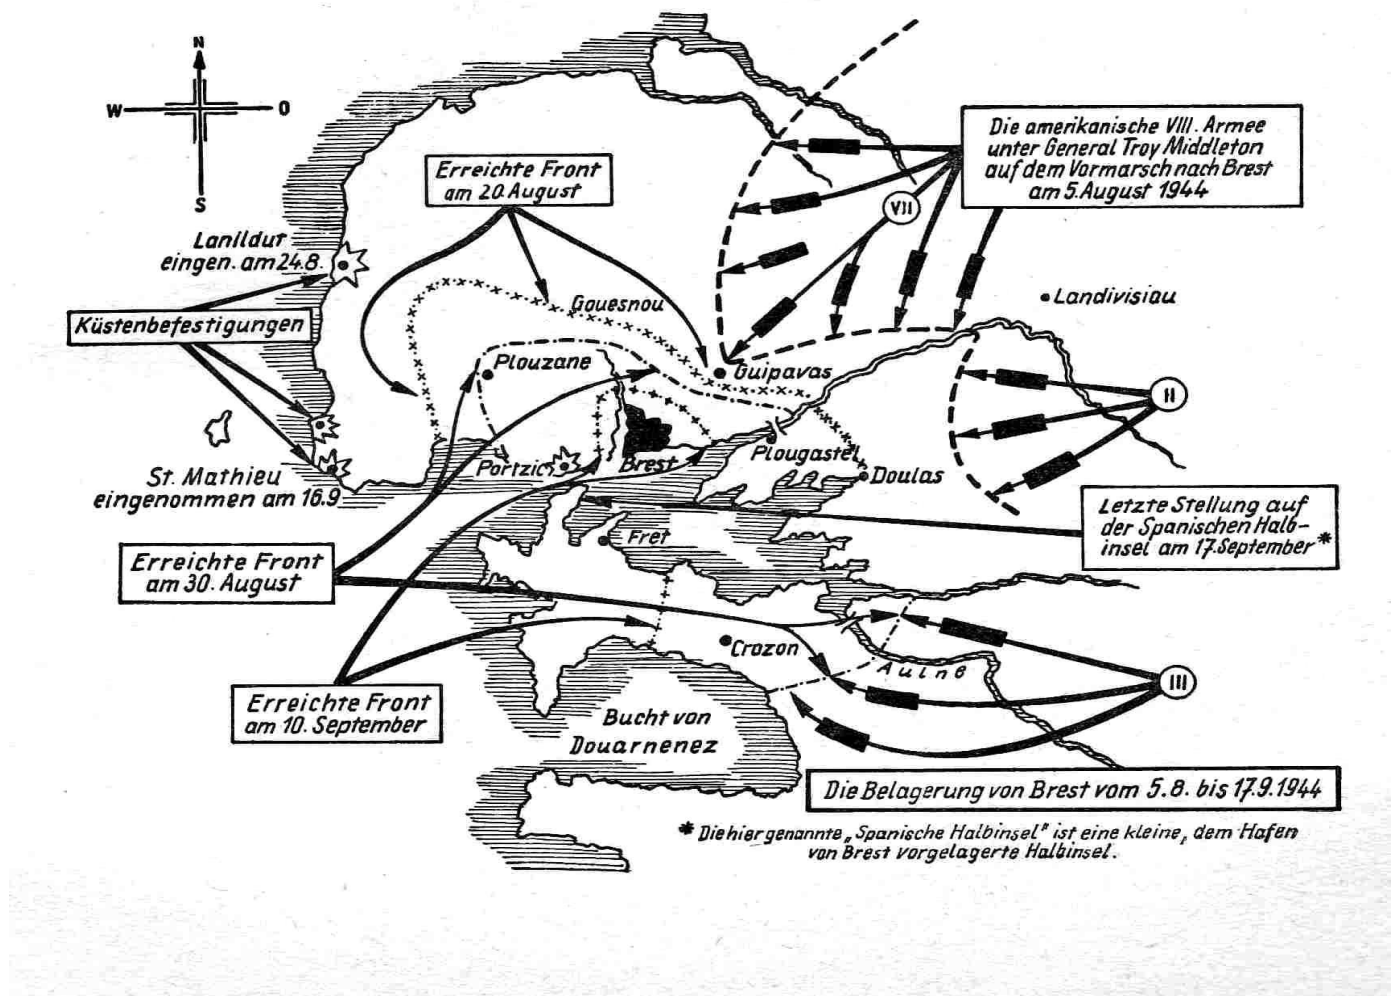 N
W
O
S
Die amerikanische VIII. Armee
unter General Troy Middleton
auf dem Vormarsch nach Brest
am 5. August 1944
Erreichte Front
am 20. August
VII
Lanildut
eingen. am 24.8.
Landivisiau
Gouesnou
Küstenbefestigungen
Plouzane
Guipavas
II
Portzic
Brest
Plougastel
Doulas
St. Mathieu
eingenommen am 16.9
Letzte Stellung auf
der Spanischen Halb-
insel am 17. September *
Fret
Erreichte Front
am 30. August
Crozon
Aulne
III
Erreichte Front
am 10. September
Bucht von
Douarnenez
Die Belagerung von Brest vom 5.8. bis 17.9.1944
* Die hier genannte „Spanische Halbinsel" ist eine kleine, dem Hafen
von Brest vorgelagerte Halbinsel.